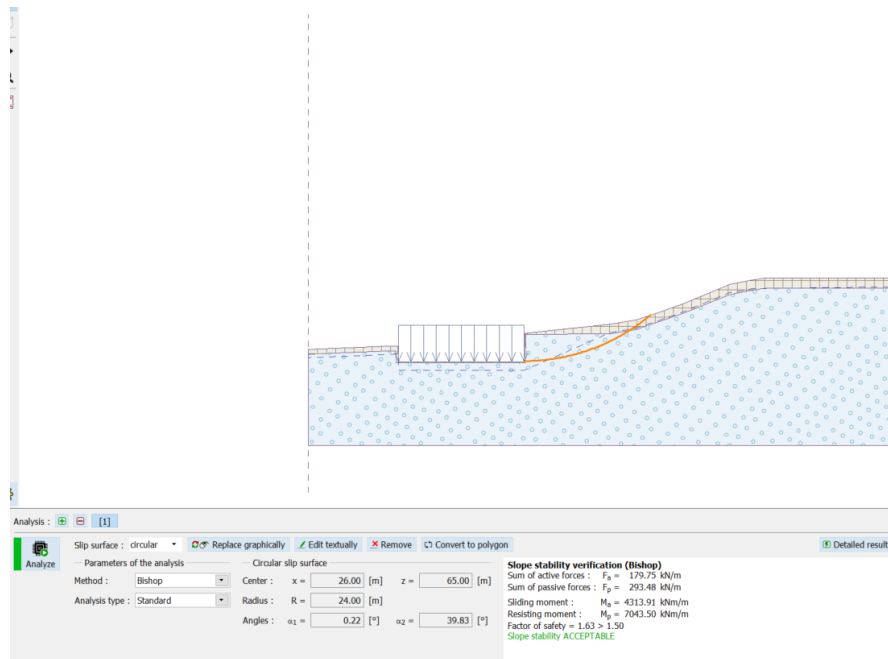 Analysis : [1]
Analyze
Slip surface : circular Replace graphically Edit textually Remove Convert to polygon Detailed result
Parameters of the analysis
Circular slip surface
Method : Bishop
Center : x = 26.00 [m] z = 65.00 [m]
Analysis type : Standard
Radius : R = 24.00 [m]
Angles : α1 = 0.22 [°] α2 = 39.83 [°]
Slope stability verification (Bishop)
Sum of active forces : Fa = 179.75 kN/m
Sum of passive forces : Fp = 293.48 kN/m
Sliding moment : Ma = 4313.91 kNm/m
Resisting moment : Mp = 7043.50 kNm/m
Factor of safety = 1.63 > 1.50
Slope stability ACCEPTABLE